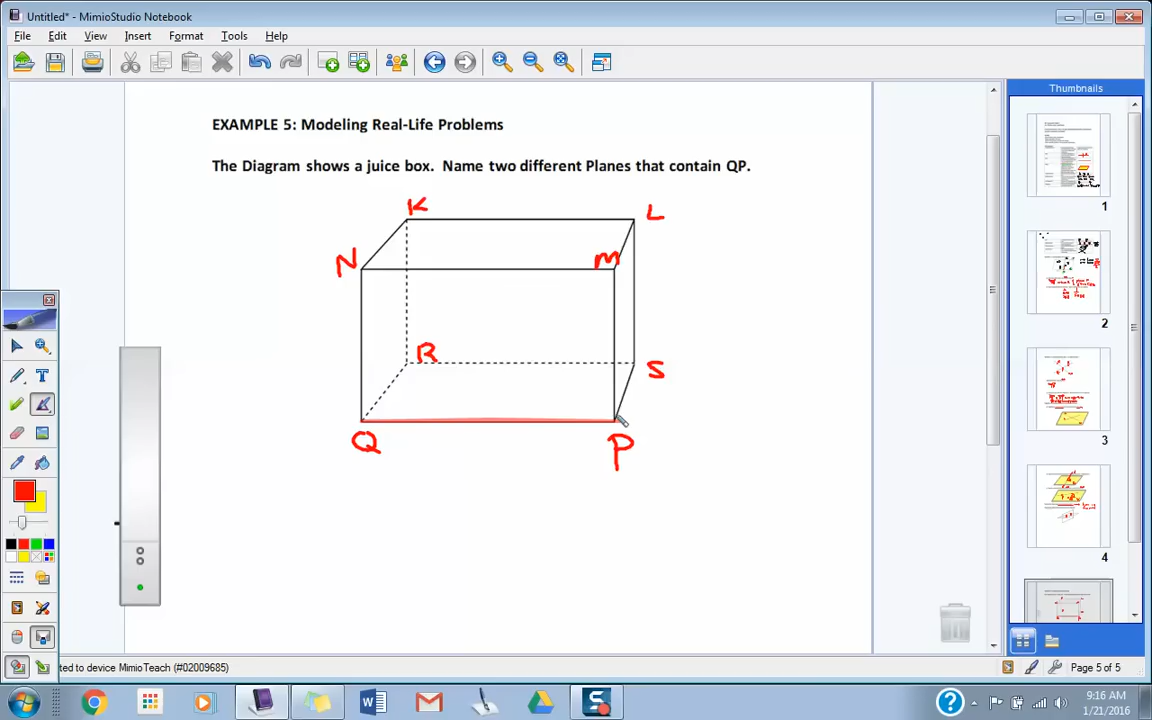 Untitled* - MimioStudio Notebook
File Edit View Insert Format Tools Help
Thumbnails
EXAMPLE 5: Modeling Real-Life Problems
The Diagram shows a juice box. Name two different Planes that contain QP.
K
L
N
M
R
S
Q
P
1
2
3
4
ted to device MimioTeach (#02009685)
Page 5 of 5
9:16 AM
1/21/2016